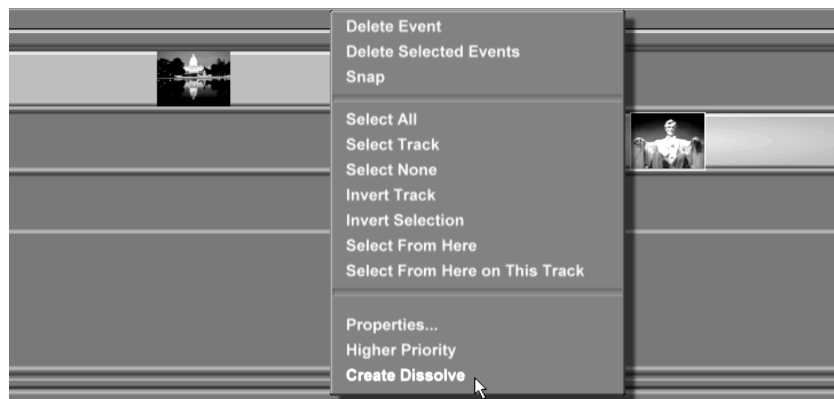 Delete Event
Delete Selected Events
Snap
Select All
Select Track
Select None
Invert Track
Invert Selection
Select From Here
Select From Here on This Track
Properties...
Higher Priority
Create Dissolve